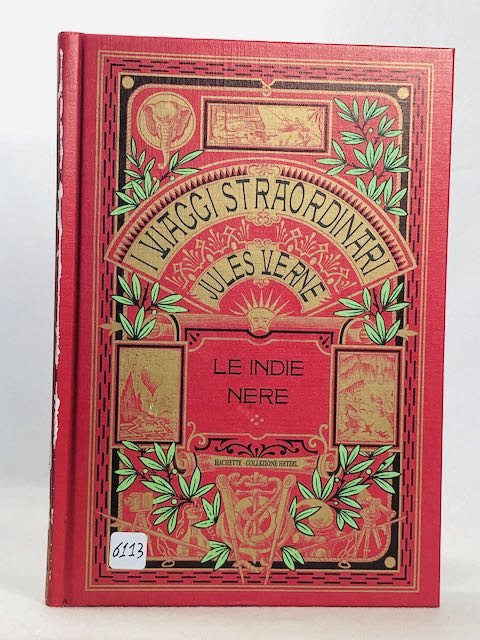 I VIAGGI STRAORDINARI
JULES VERNE
LE INDIE
NERE
HACHETTE - COLLEZIONE HETZEL
6113